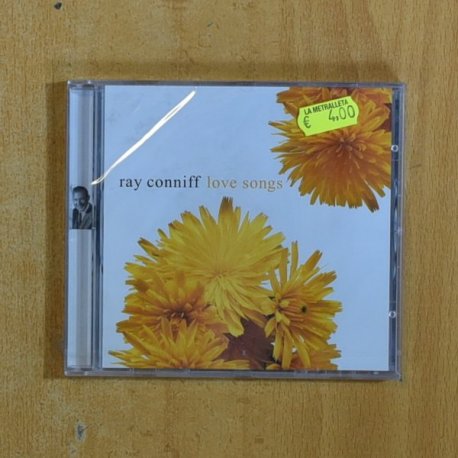 LA METRALLETA
€ 4,00
ray conniff love songs